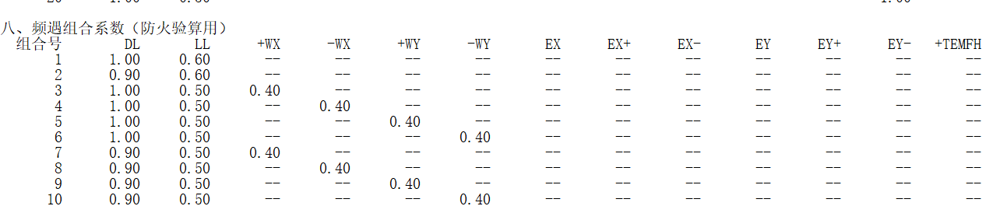 八、频遇组合系数（防火验算用）
组合号 DL LL +WX -WX +WY -WY EX EX+ EX- EY EY+ EY- +TEMFH
1 1.00 0.60 -- -- -- -- -- -- -- -- -- -- --
2 0.90 0.60 -- -- -- -- -- -- -- -- -- -- --
3 1.00 0.50 0.40 -- -- -- -- -- -- -- -- -- --
4 1.00 0.50 -- 0.40 -- -- -- -- -- -- -- -- --
5 1.00 0.50 -- -- 0.40 -- -- -- -- -- -- -- --
6 1.00 0.50 -- -- -- 0.40 -- -- -- -- -- -- --
7 0.90 0.50 0.40 -- -- -- -- -- -- -- -- -- --
8 0.90 0.50 -- 0.40 -- -- -- -- -- -- -- -- --
9 0.90 0.50 -- -- 0.40 -- -- -- -- -- -- -- --
10 0.90 0.50 -- -- -- 0.40 -- -- -- -- -- -- --